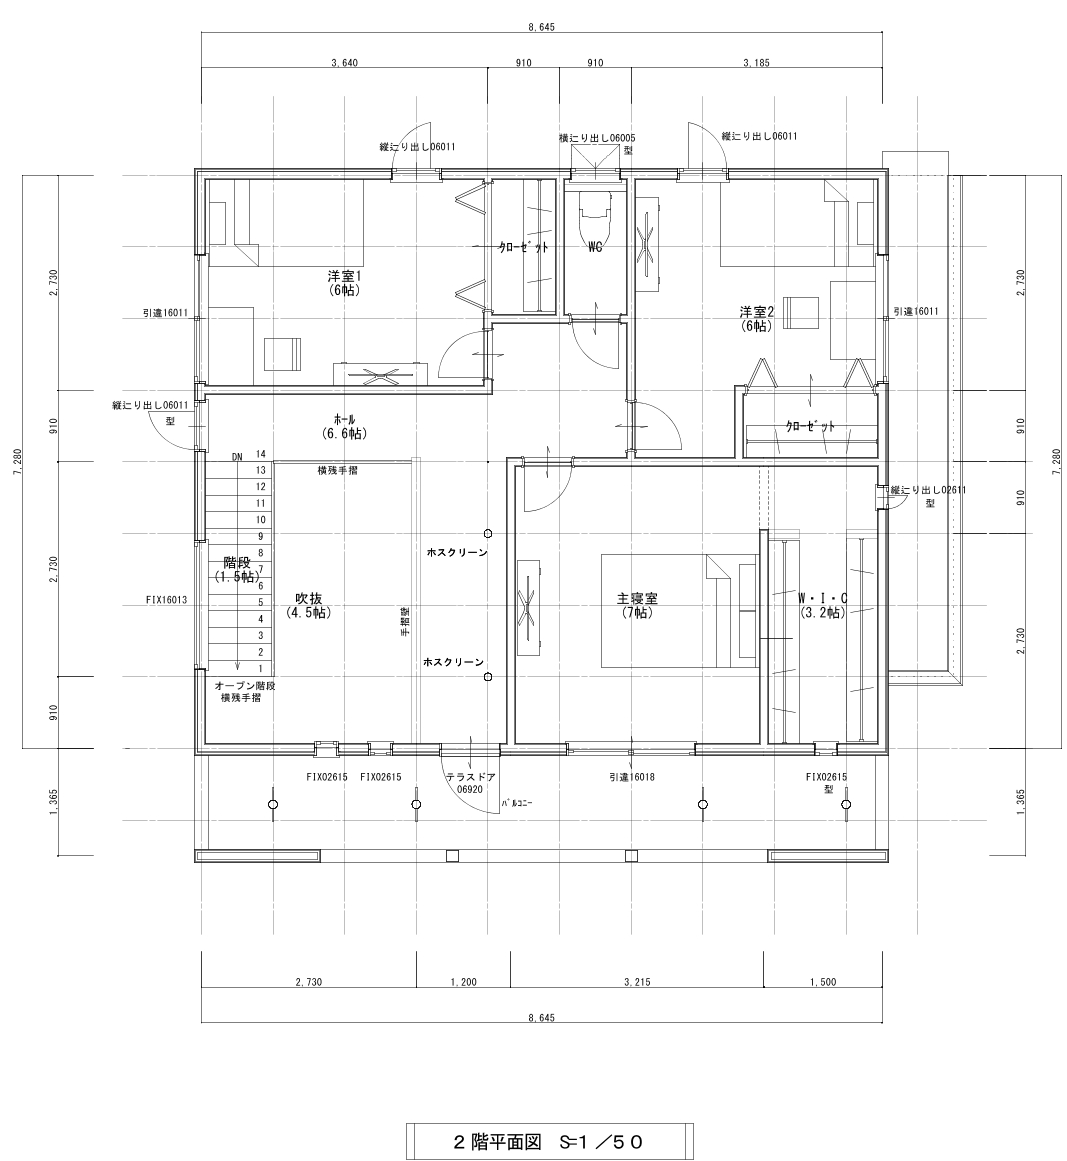 8,645
3,640
910
910
3,185
縦辷り出し06011
横辷り出し06005
型
縦辷り出し06011
クローゼット
WC
洋室1
(6帖)
洋室2
(6帖)
2,730
2,730
引違16011
引違16011
縦辷り出し06011
型
ホール
(6.6帖)
クローゼット
910
910
7,280
7,280
DN
14
横残手摺
13
12
11
10
9
8
7
6
5
4
3
2
1
縦辷り出し02611
型
910
ホスクリーン
階段
(1.5帖)
2,730
FIX16013
吹抜
(4.5帖)
手摺壁
主寝室
(7帖)
W・I・C
(3.2帖)
2,730
ホスクリーン
オープン階段
横残手摺
910
FIX02615
FIX02615
テラスドア
06920
バルコニー
引違16018
FIX02615
型
1,365
1,365
2,730
1,200
3,215
1,500
8,645
2階平面図 S=1/50